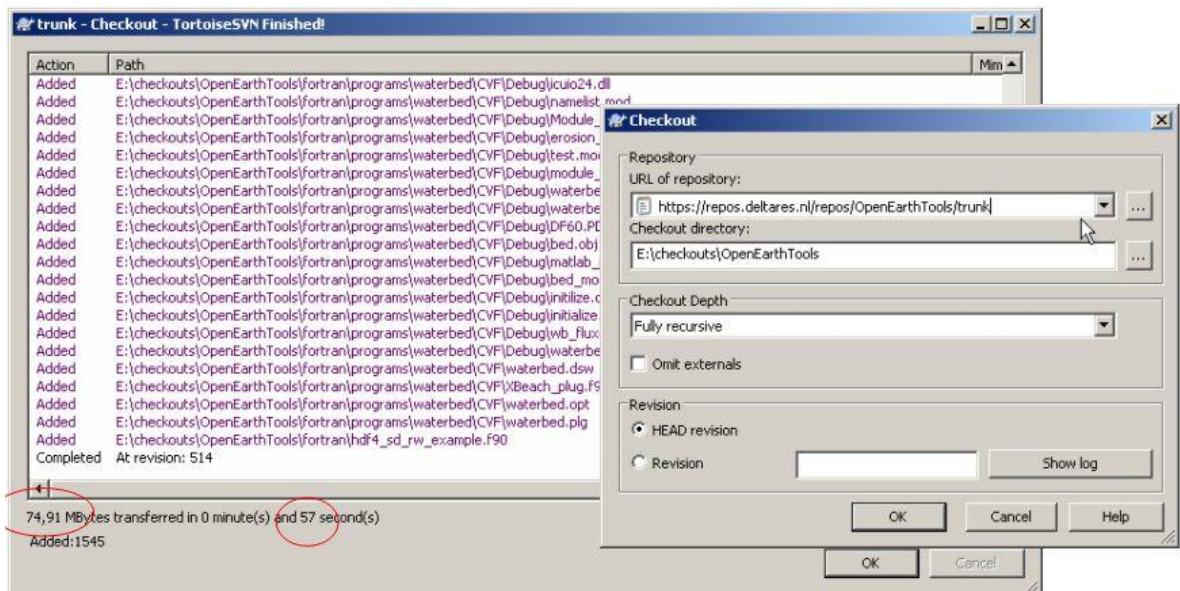 trunk - Checkout - TortoiseSVN Finished!
Action Path Mim
Added E:\checkouts\OpenEarthTools\fortran\programs\waterbed\CVF\Debug\icuio24.dll
Added E:\checkouts\OpenEarthTools\fortran\programs\waterbed\CVF\Debug\namelist.mod
Added E:\checkouts\OpenEarthTools\fortran\programs\waterbed\CVF\Debug\Module_
Added E:\checkouts\OpenEarthTools\fortran\programs\waterbed\CVF\Debug\erosion_
Added E:\checkouts\OpenEarthTools\fortran\programs\waterbed\CVF\Debug\test.mo
Added E:\checkouts\OpenEarthTools\fortran\programs\waterbed\CVF\Debug\module_
Added E:\checkouts\OpenEarthTools\fortran\programs\waterbed\CVF\Debug\waterbe
Added E:\checkouts\OpenEarthTools\fortran\programs\waterbed\CVF\Debug\waterbe
Added E:\checkouts\OpenEarthTools\fortran\programs\waterbed\CVF\Debug\DF60.PD
Added E:\checkouts\OpenEarthTools\fortran\programs\waterbed\CVF\Debug\bed.obj
Added E:\checkouts\OpenEarthTools\fortran\programs\waterbed\CVF\Debug\matlab_
Added E:\checkouts\OpenEarthTools\fortran\programs\waterbed\CVF\Debug\bed_mo
Added E:\checkouts\OpenEarthTools\fortran\programs\waterbed\CVF\Debug\initilize.o
Added E:\checkouts\OpenEarthTools\fortran\programs\waterbed\CVF\Debug\initialize
Added E:\checkouts\OpenEarthTools\fortran\programs\waterbed\CVF\Debug\wb_flux
Added E:\checkouts\OpenEarthTools\fortran\programs\waterbed\CVF\Debug\waterbe
Added E:\checkouts\OpenEarthTools\fortran\programs\waterbed\CVF\waterbed.dsw
Added E:\checkouts\OpenEarthTools\fortran\programs\waterbed\CVF\XBeach_plug.f9
Added E:\checkouts\OpenEarthTools\fortran\programs\waterbed\CVF\waterbed.opt
Added E:\checkouts\OpenEarthTools\fortran\programs\waterbed\CVF\waterbed.plg
Added E:\checkouts\OpenEarthTools\fortran\hdf4_sd_rw_example.f90
Completed At revision: 514
74,91 MBytes transferred in 0 minute(s) and 57 second(s)
Added:1545
OK Cancel
Checkout
Repository
URL of repository:
https://repos.deltares.nl/repos/OpenEarthTools/trunk
...
Checkout directory:
E:\checkouts\OpenEarthTools
...
Checkout Depth
Fully recursive
Omit externals
Revision
HEAD revision
Revision
Show log
OK Cancel Help